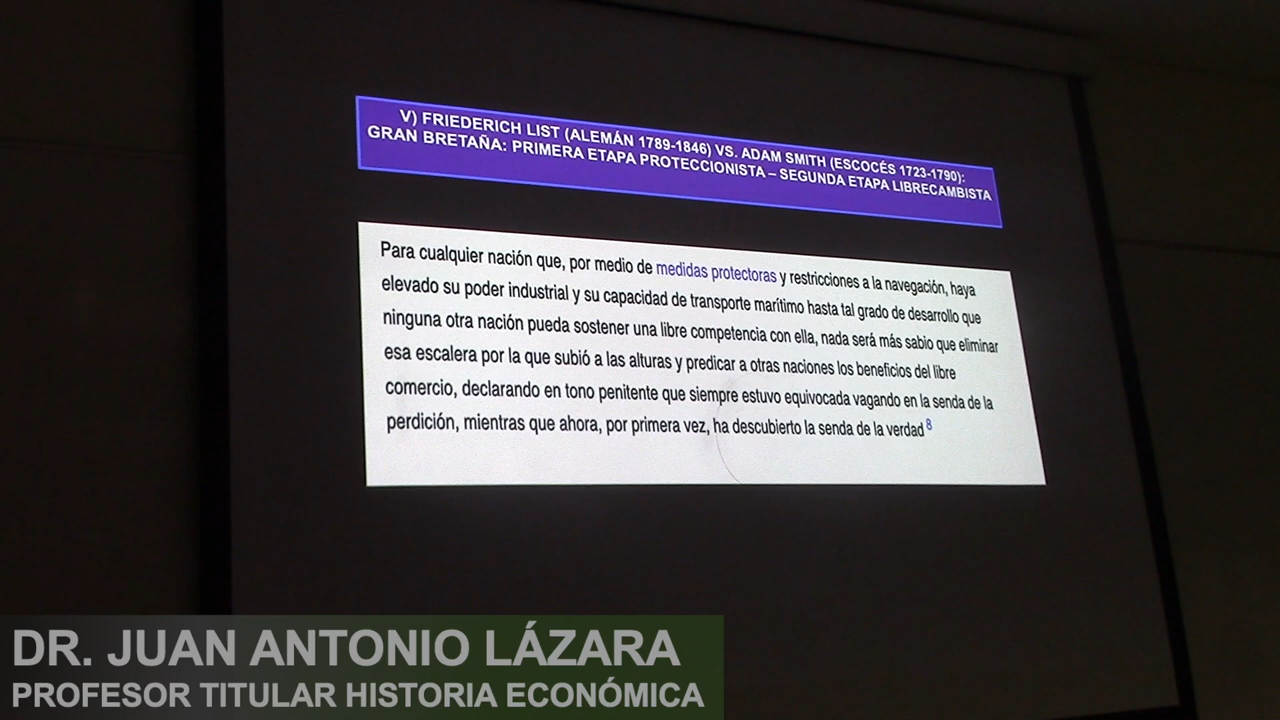 V) FRIEDERICH LIST (ALEMÁN 1789-1846) VS. ADAM SMITH (ESCOCÉS 1723-1790):
GRAN BRETAÑA: PRIMERA ETAPA PROTECCIONISTA – SEGUNDA ETAPA LIBRECAMBISTA
Para cualquier nación que, por medio de medidas protectoras y restricciones a la navegación, haya
elevado su poder industrial y su capacidad de transporte marítimo hasta tal grado de desarrollo que
ninguna otra nación pueda sostener una libre competencia con ella, nada será más sabio que eliminar
esa escalera por la que subió a las alturas y predicar a otras naciones los beneficios del libre
comercio, declarando en tono penitente que siempre estuvo equivocada vagando en la senda de la
perdición, mientras que ahora, por primera vez, ha descubierto la senda de la verdad 8
DR. JUAN ANTONIO LÁZARA
PROFESOR TITULAR HISTORIA ECONÓMICA